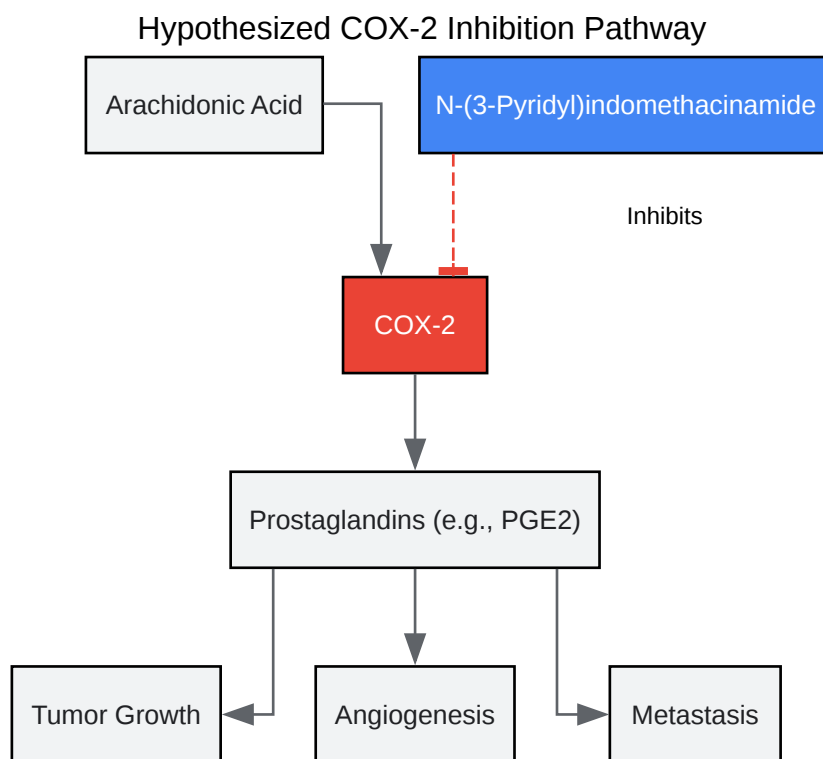 Hypothesized COX-2 Inhibition Pathway
Arachidonic Acid
N-(3-Pyridyl)indomethacinamide
Inhibits
COX-2
Prostaglandins (e.g., PGE2)
Tumor Growth
Angiogenesis
Metastasis